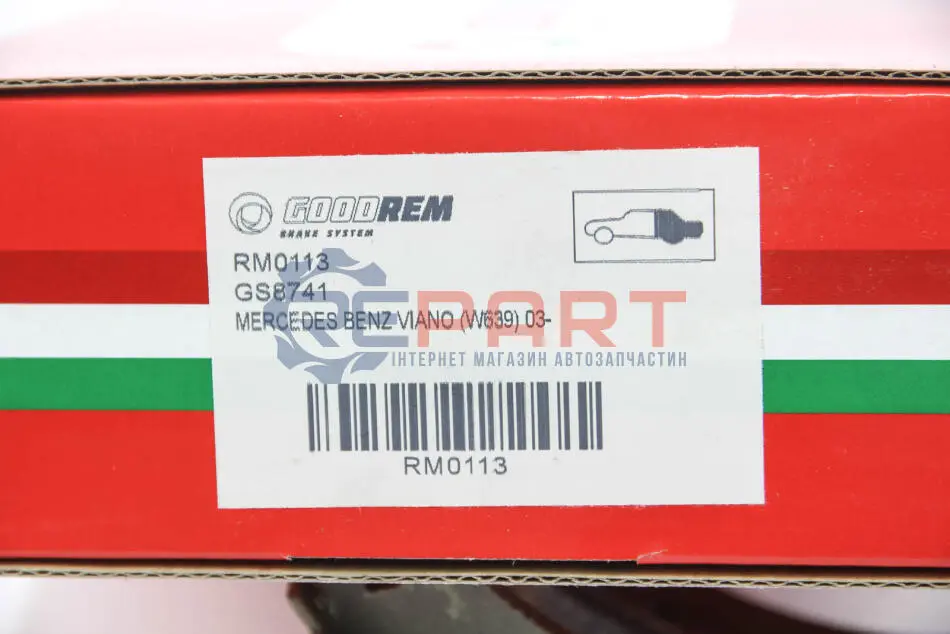 GOODREM
BRAKE SYSTEM
RM0113
GS8741
MERCEDES BENZ VIANO (W639) 03-
REPART
ІНТЕРНЕТ МАГАЗИН АВТОЗАПЧАСТИН
RM0113